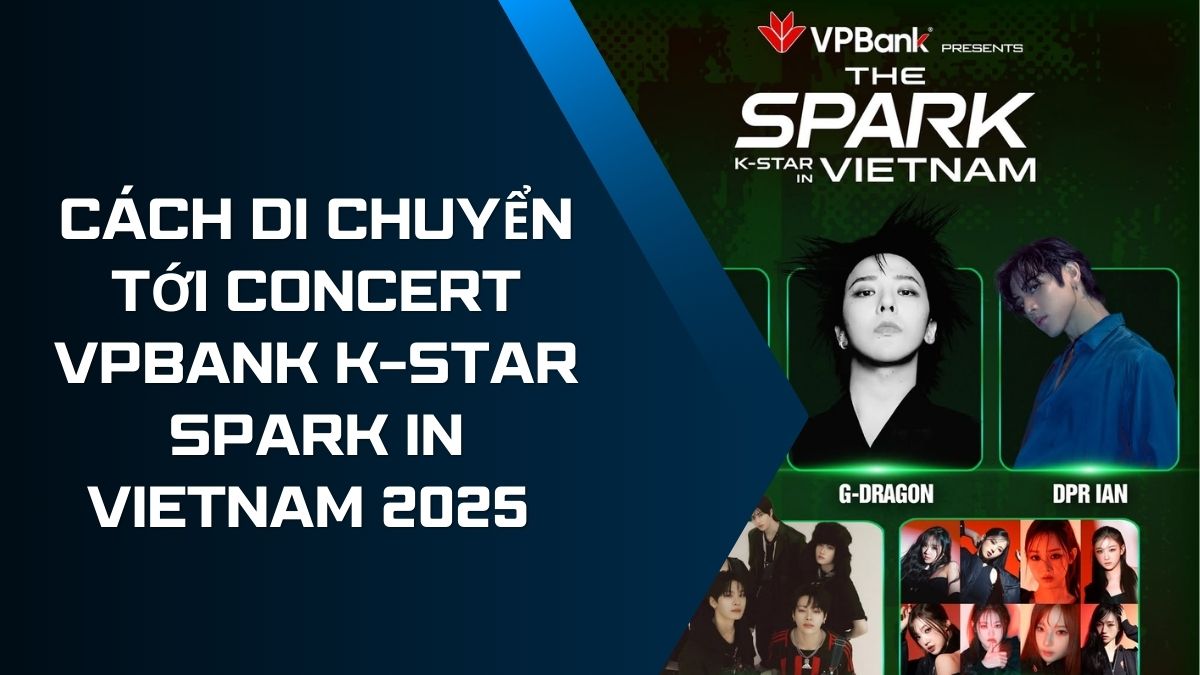 CÁCH DI CHUYỂN
TỚI CONCERT
VPBANK K-STAR
SPARK IN
VIETNAM 2025
VPBank® PRESENTS
THE
SPARK
K-STAR
IN VIETNAM
G-DRAGON
DPR IAN